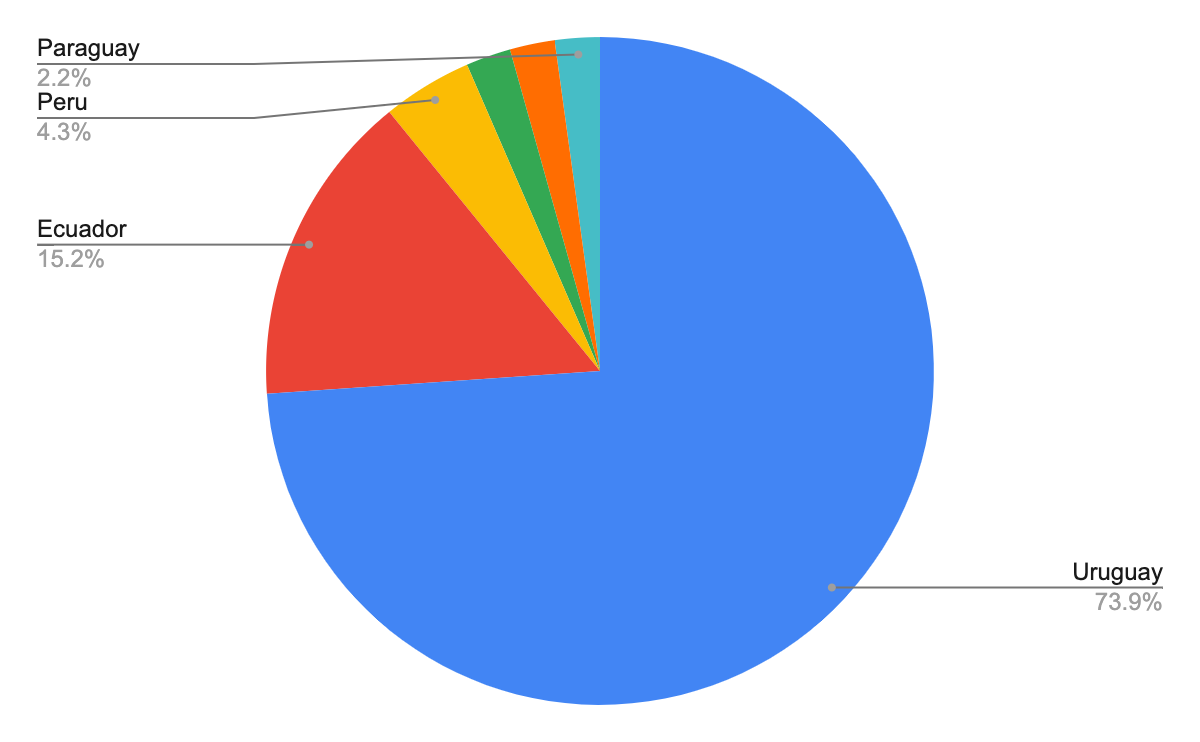 Paraguay
2.2%
Peru
4.3%
Ecuador
15.2%
Uruguay
73.9%